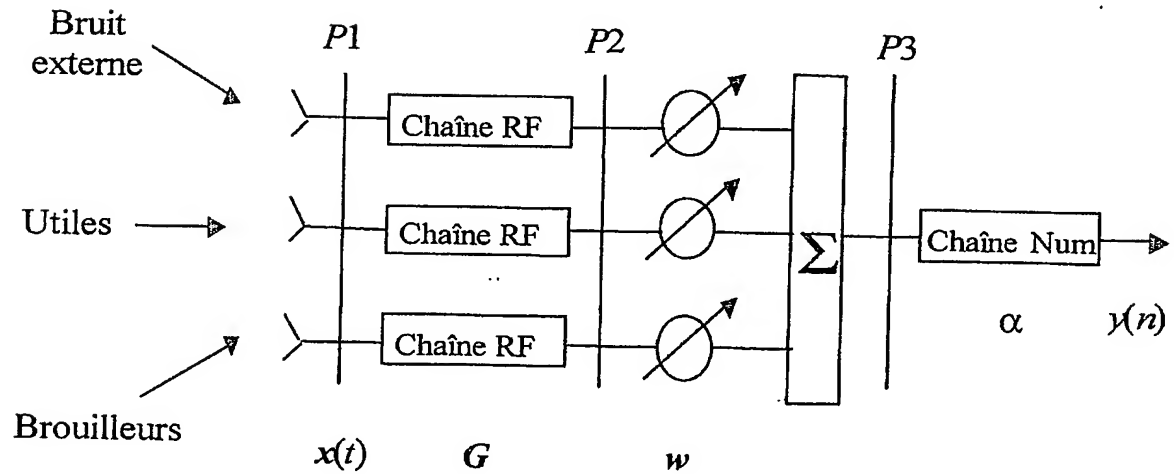 Bruit
externe
P1
P2
P3
Chaîne RF
Utiles
Chaîne RF
Σ
Chaîne Num
α
y(n)
Chaîne RF
Brouilleurs
x(t)
G
w